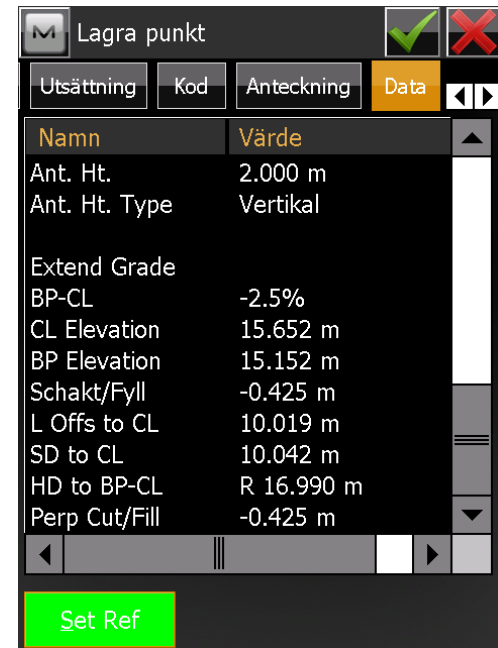 Lagra punkt
Utsättning Kod Anteckning Data
Namn Värde
Ant. Ht. 2.000 m
Ant. Ht. Type Vertikal
Extend Grade
BP-CL -2.5%
CL Elevation 15.652 m
BP Elevation 15.152 m
Schakt/Fyll -0.425 m
L Offs to CL 10.019 m
SD to CL 10.042 m
HD to BP-CL R 16.990 m
Perp Cut/Fill -0.425 m
Set Ref